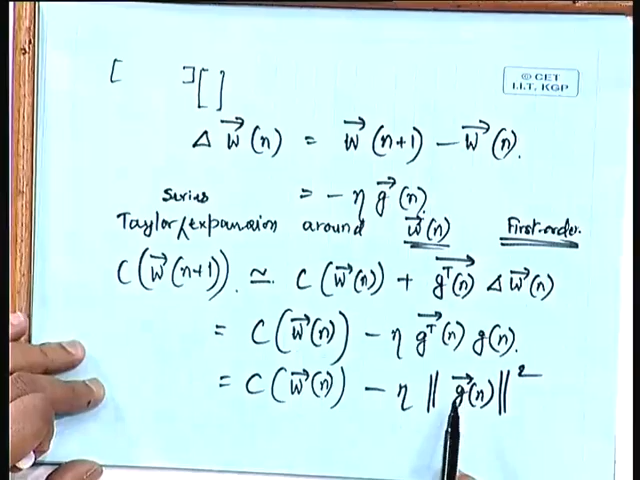 [ ] [ ]
© CET
I.I.T, KGP
Δ w⃗(n) = w⃗(n+1) − w⃗(n).
= − η g⃗(n).
Taylor series expansion around w⃗(n) First-order.
C(w⃗(n+1)). ≃ C(w⃗(n)) + g⃗ᵀ(n) Δ w⃗(n)
= C(w⃗(n)) − η g⃗ᵀ(n) g(n).
= C(w⃗(n)) − η ‖ g⃗(n) ‖²